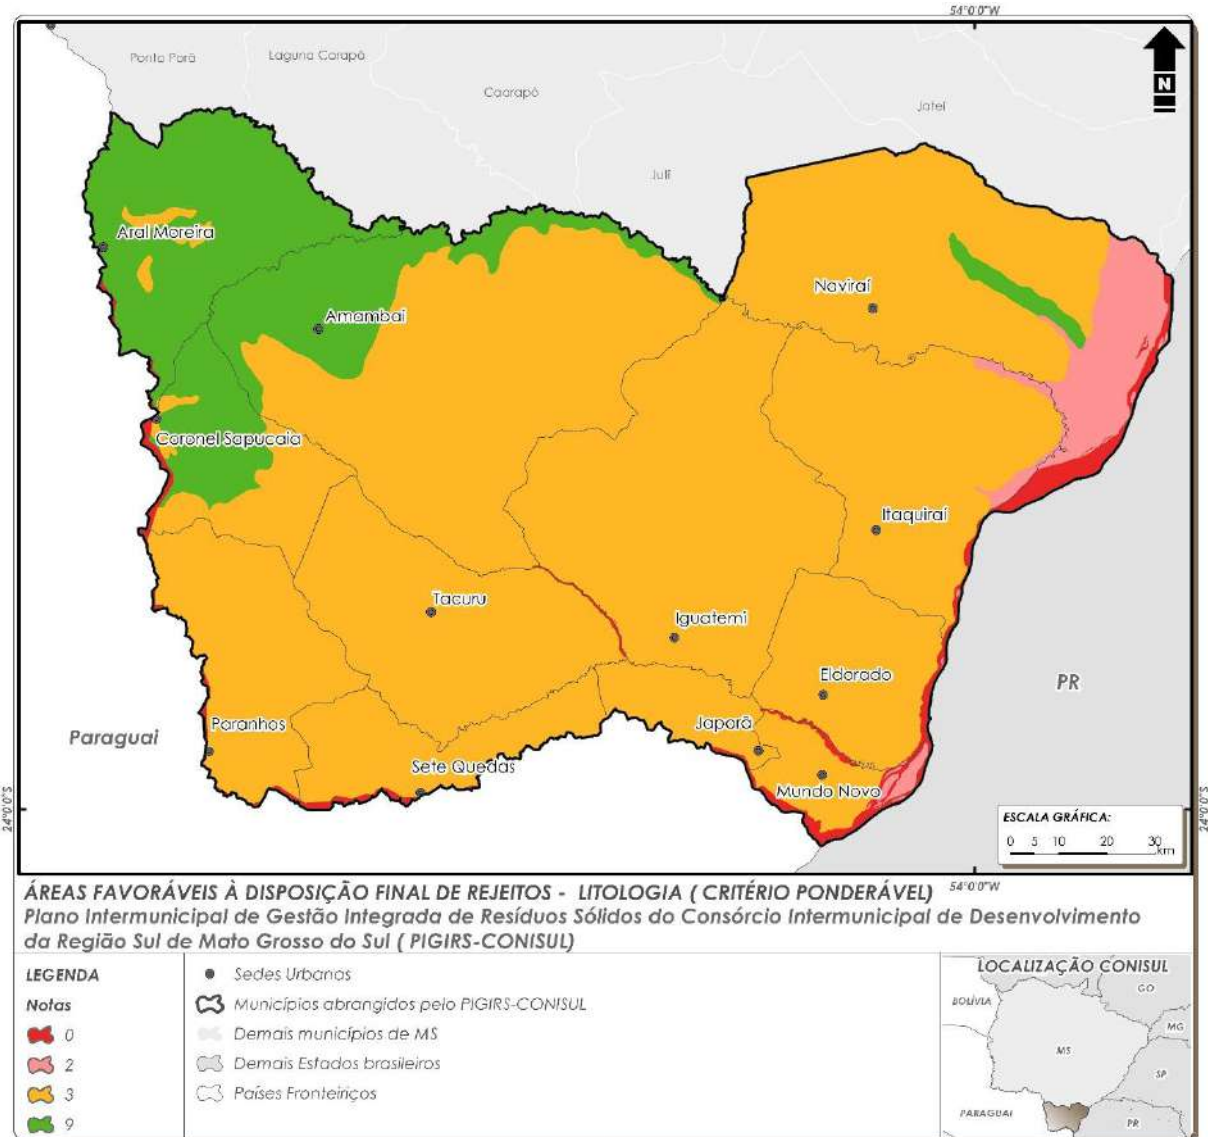 54°0'0"W
Ponta Porã
Laguna Carapã
Caarapó
Jateí
Juti
N
Aral Moreira
Naviraí
Amambai
Coronel Sapucaia
Itaquiraí
Tacuru
Iguatemi
Eldorado
PR
Paranhos
Japorã
Paraguai
Sete Quedas
Mundo Novo
24°0'0"S
24°0'0"S
ESCALA GRÁFICA:
0 5 10 20 30
km
54°0'0"W
ÁREAS FAVORÁVEIS À DISPOSIÇÃO FINAL DE REJEITOS - LITOLOGIA ( CRITÉRIO PONDERÁVEL)
Plano Intermunicipal de Gestão Integrada de Resíduos Sólidos do Consórcio Intermunicipal de Desenvolvimento
da Região Sul de Mato Grosso do Sul ( PIGIRS-CONISUL)
LEGENDA
Notas
0
2
3
9
Sedes Urbanas
Municípios abrangidos pelo PIGIRS-CONISUL
Demais municípios de MS
Demais Estados brasileiros
Países Fronteiriços
LOCALIZAÇÃO CONISUL
GO
BOLÍVIA
MG
MS
SP
PARAGUAI
PR